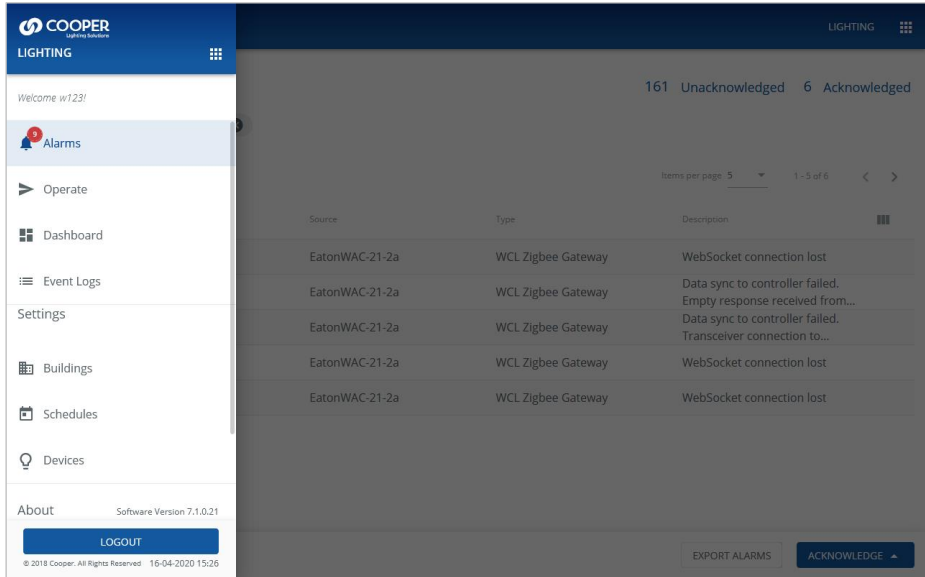 COOPER
Lighting Solutions
LIGHTING
Welcome w123!
9
Alarms
Operate
Dashboard
Event Logs
Settings
Buildings
Schedules
Devices
About
Software Version 7.1.0.21
LOGOUT
© 2018 Cooper. All Rights Reserved 16-04-2020 15:26
LIGHTING
161 Unacknowledged 6 Acknowledged
Items per page 5 1 - 5 of 6
Source Type Description
EatonWAC-21-2a WCL Zigbee Gateway WebSocket connection lost
EatonWAC-21-2a WCL Zigbee Gateway Data sync to controller failed.
Empty response received from...
EatonWAC-21-2a WCL Zigbee Gateway Data sync to controller failed.
Transceiver connection to...
EatonWAC-21-2a WCL Zigbee Gateway WebSocket connection lost
EatonWAC-21-2a WCL Zigbee Gateway WebSocket connection lost
EXPORT ALARMS ACKNOWLEDGE